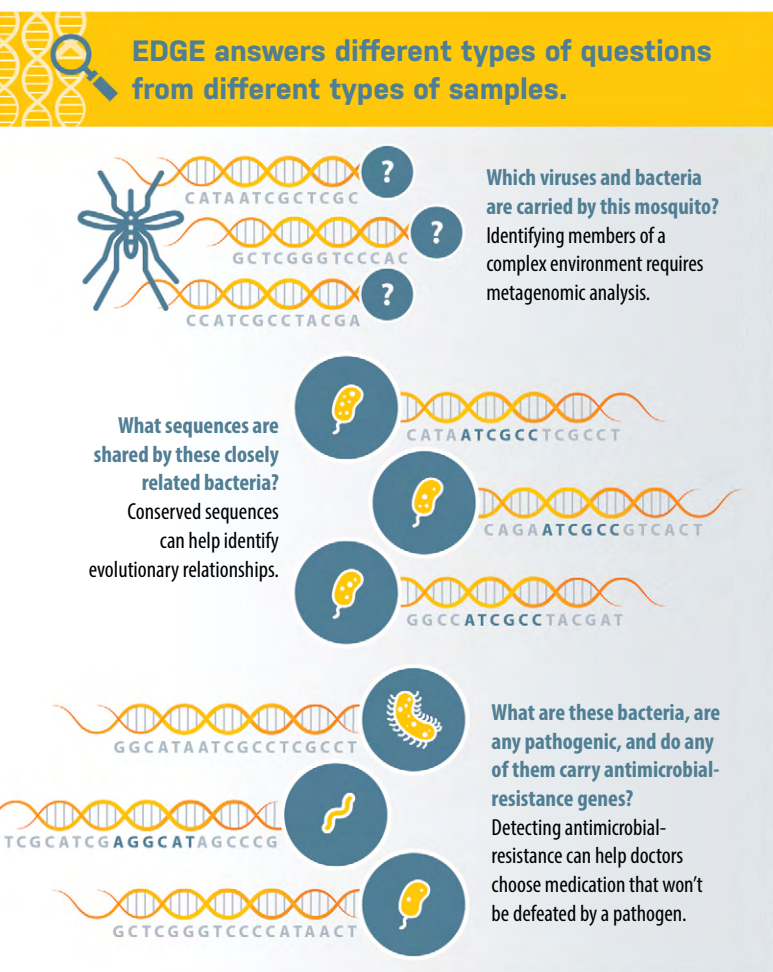 EDGE answers different types of questions
from different types of samples.
?
CATAATCGCTCGC
?
GCTCGGGTCCCAC
?
CCATCGCCTACGA
Which viruses and bacteria
are carried by this mosquito?
Identifying members of a
complex environment requires
metagenomic analysis.
What sequences are
shared by these closely
related bacteria?
Conserved sequences
can help identify
evolutionary relationships.
CATAATCGCCTCGCCT
CAGAATCGCCGTCACT
GGCCATCGCCTACGAT
GGCATAATCGCCTCGCCT
TCGCATCGAGGCATAGCCCG
GCTCGGGTCCCCATAACT
What are these bacteria, are
any pathogenic, and do any
of them carry antimicrobial-
resistance genes?
Detecting antimicrobial-
resistance can help doctors
choose medication that won't
be defeated by a pathogen.